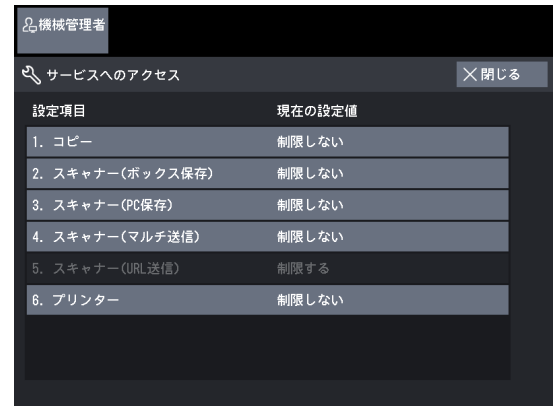 機械管理者
サービスへのアクセス
閉じる
設定項目 現在の設定値
1. コピー 制限しない
2. スキャナー(ボックス保存) 制限しない
3. スキャナー(PC保存) 制限しない
4. スキャナー(マルチ送信) 制限しない
5. スキャナー(URL送信) 制限する
6. プリンター 制限しない